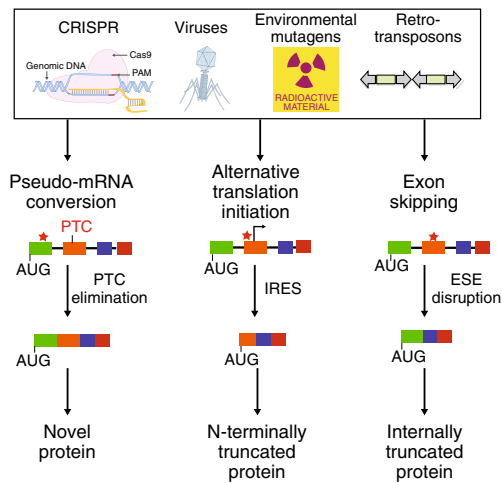 CRISPR
Cas9
Genomic DNA
PAM
Viruses
Environmental
mutagens
RADIOACTIVE
MATERIAL
Retro-
transposons
Pseudo-mRNA
conversion
PTC
AUG
PTC
elimination
AUG
Novel
protein
Alternative
translation
initiation
AUG
IRES
AUG
N-terminally
truncated
protein
Exon
skipping
AUG
ESE
disruption
AUG
Internally
truncated
protein